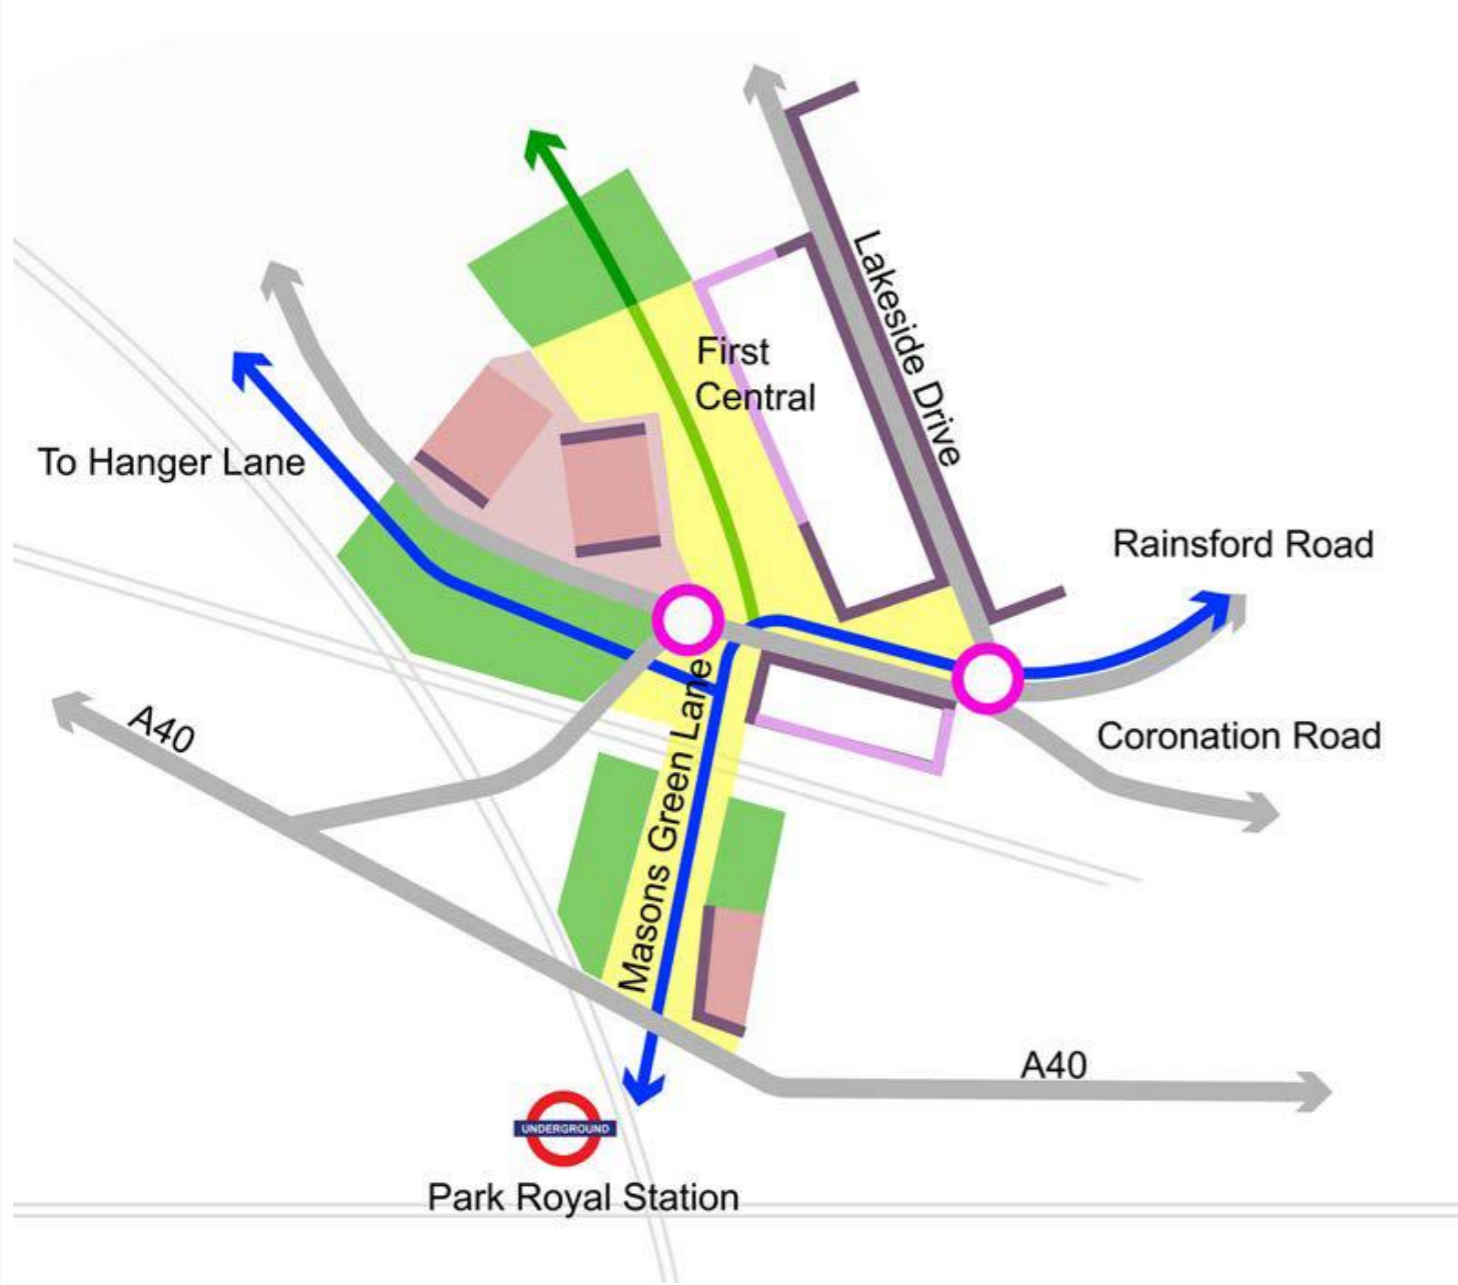 Lakeside Drive
First
Central
To Hanger Lane
Rainsford Road
Masons Green Lane
A40
Coronation Road
A40
UNDERGROUND
Park Royal Station